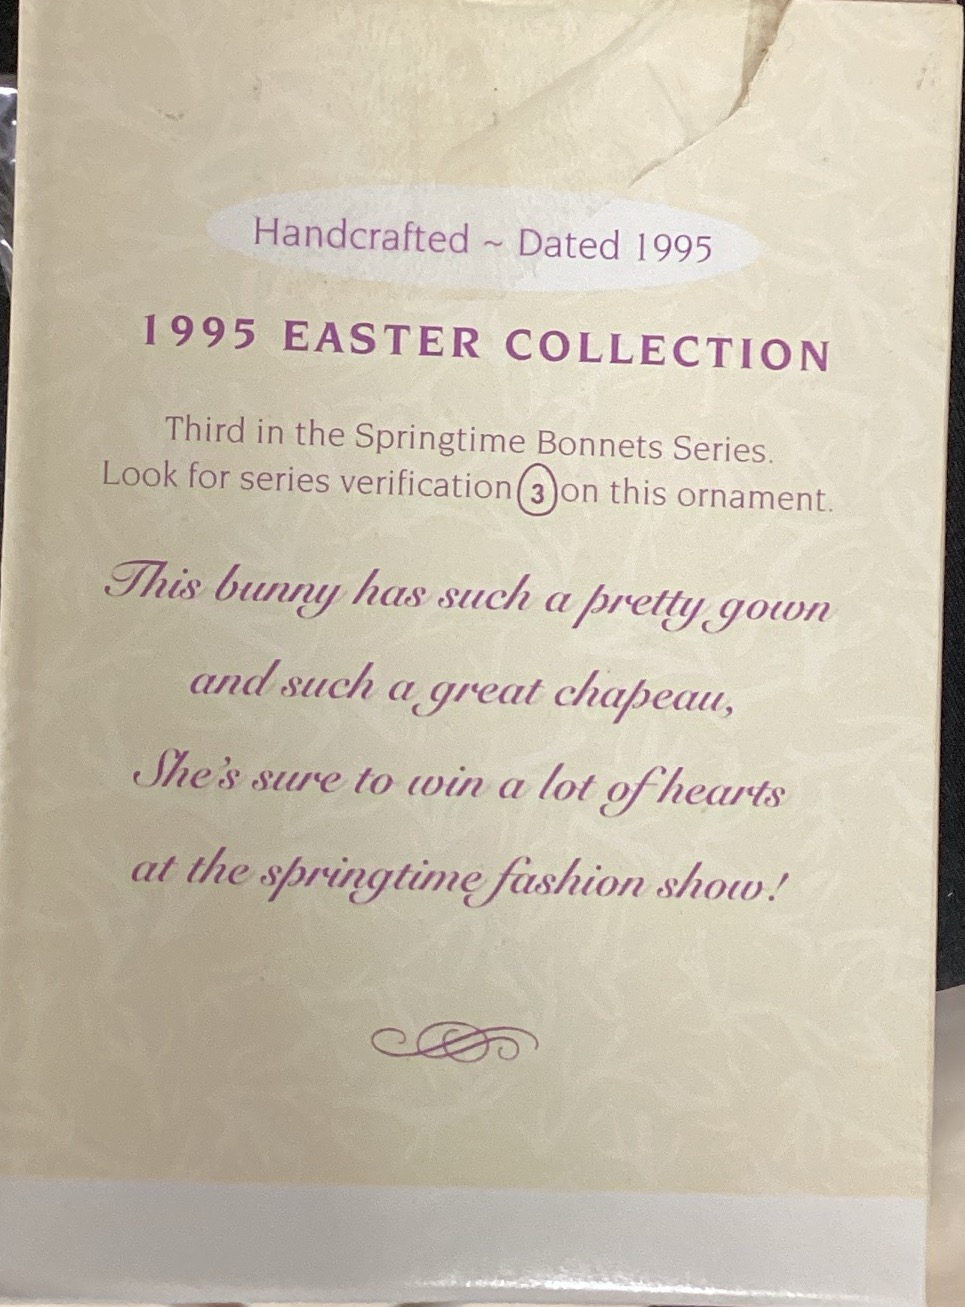 Handcrafted ~ Dated 1995
1995 EASTER COLLECTION
Third in the Springtime Bonnets Series.
Look for series verification 3 on this ornament.
This bunny has such a pretty gown
and such a great chapeau,
She's sure to win a lot of hearts
at the springtime fashion show!